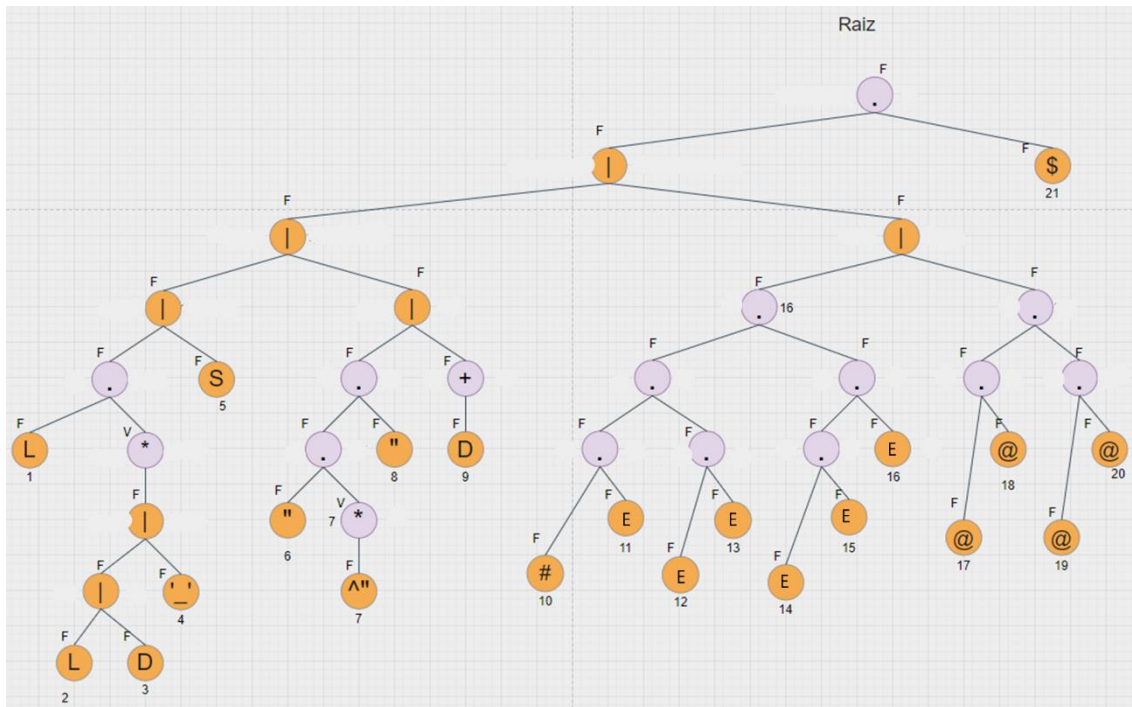 Raiz
F
.
F
|
F
$
21
F
|
F
|
F
|
F
|
F
.
16
F
.
F
.
F
S
5
F
.
F
+
F
.
F
.
F
.
F
.
F
L
1
V
*
F
.
F
"
8
F
D
9
F
.
F
.
F
.
E
16
F
@
18
F
@
20
F
|
F
"
6
V
7
*
F
#
10
F
E
11
F
E
12
F
E
13
F
E
14
F
E
15
F
@
17
F
@
19
F
|
F
'_'
4
F
^"
7
F
L
2
F
D
3